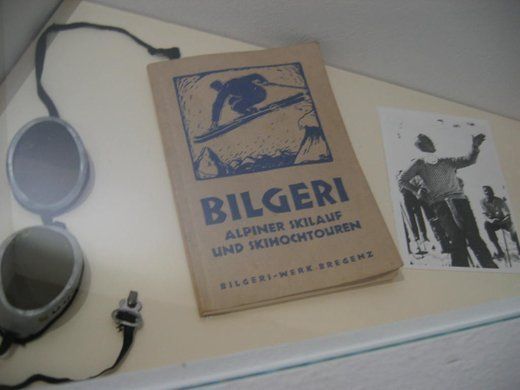 BILGERI
ALPINER SKILAUF
UND SKIHOCHTOUREN
BILGERI-WERK BREGENZ